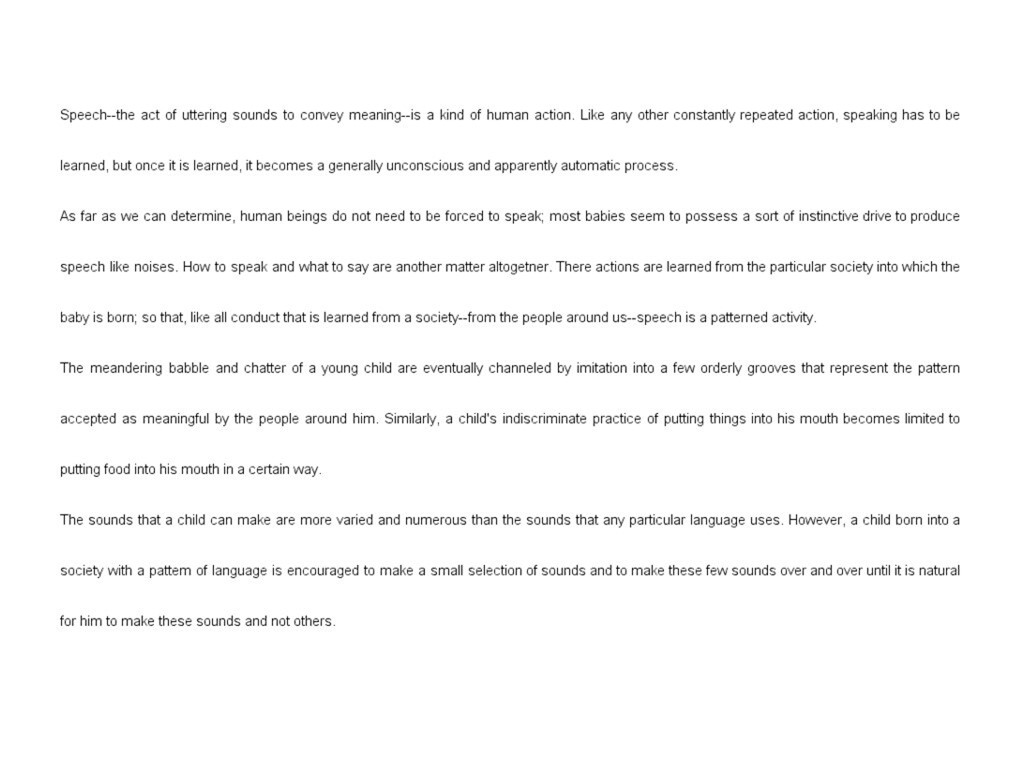 Speech--the act of uttering sounds to convey meaning--is a kind of human action. Like any other constantly repeated action, speaking has to be
learned, but once it is learned, it becomes a generally unconscious and apparently automatic process.
As far as we can determine, human beings do not need to be forced to speak; most babies seem to possess a sort of instinctive drive to produce
speech like noises. How to speak and what to say are another matter altogetner. There actions are learned from the particular society into which the
baby is born; so that, like all conduct that is learned from a society--from the people around us--speech is a patterned activity.
The meandering babble and chatter of a young child are eventually channeled by imitation into a few orderly grooves that represent the pattern
accepted as meaningful by the people around him. Similarly, a child's indiscriminate practice of putting things into his mouth becomes limited to
putting food into his mouth in a certain way.
The sounds that a child can make are more varied and numerous than the sounds that any particular language uses. However, a child born into a
society with a pattem of language is encouraged to make a small selection of sounds and to make these few sounds over and over until it is natural
for him to make these sounds and not others.